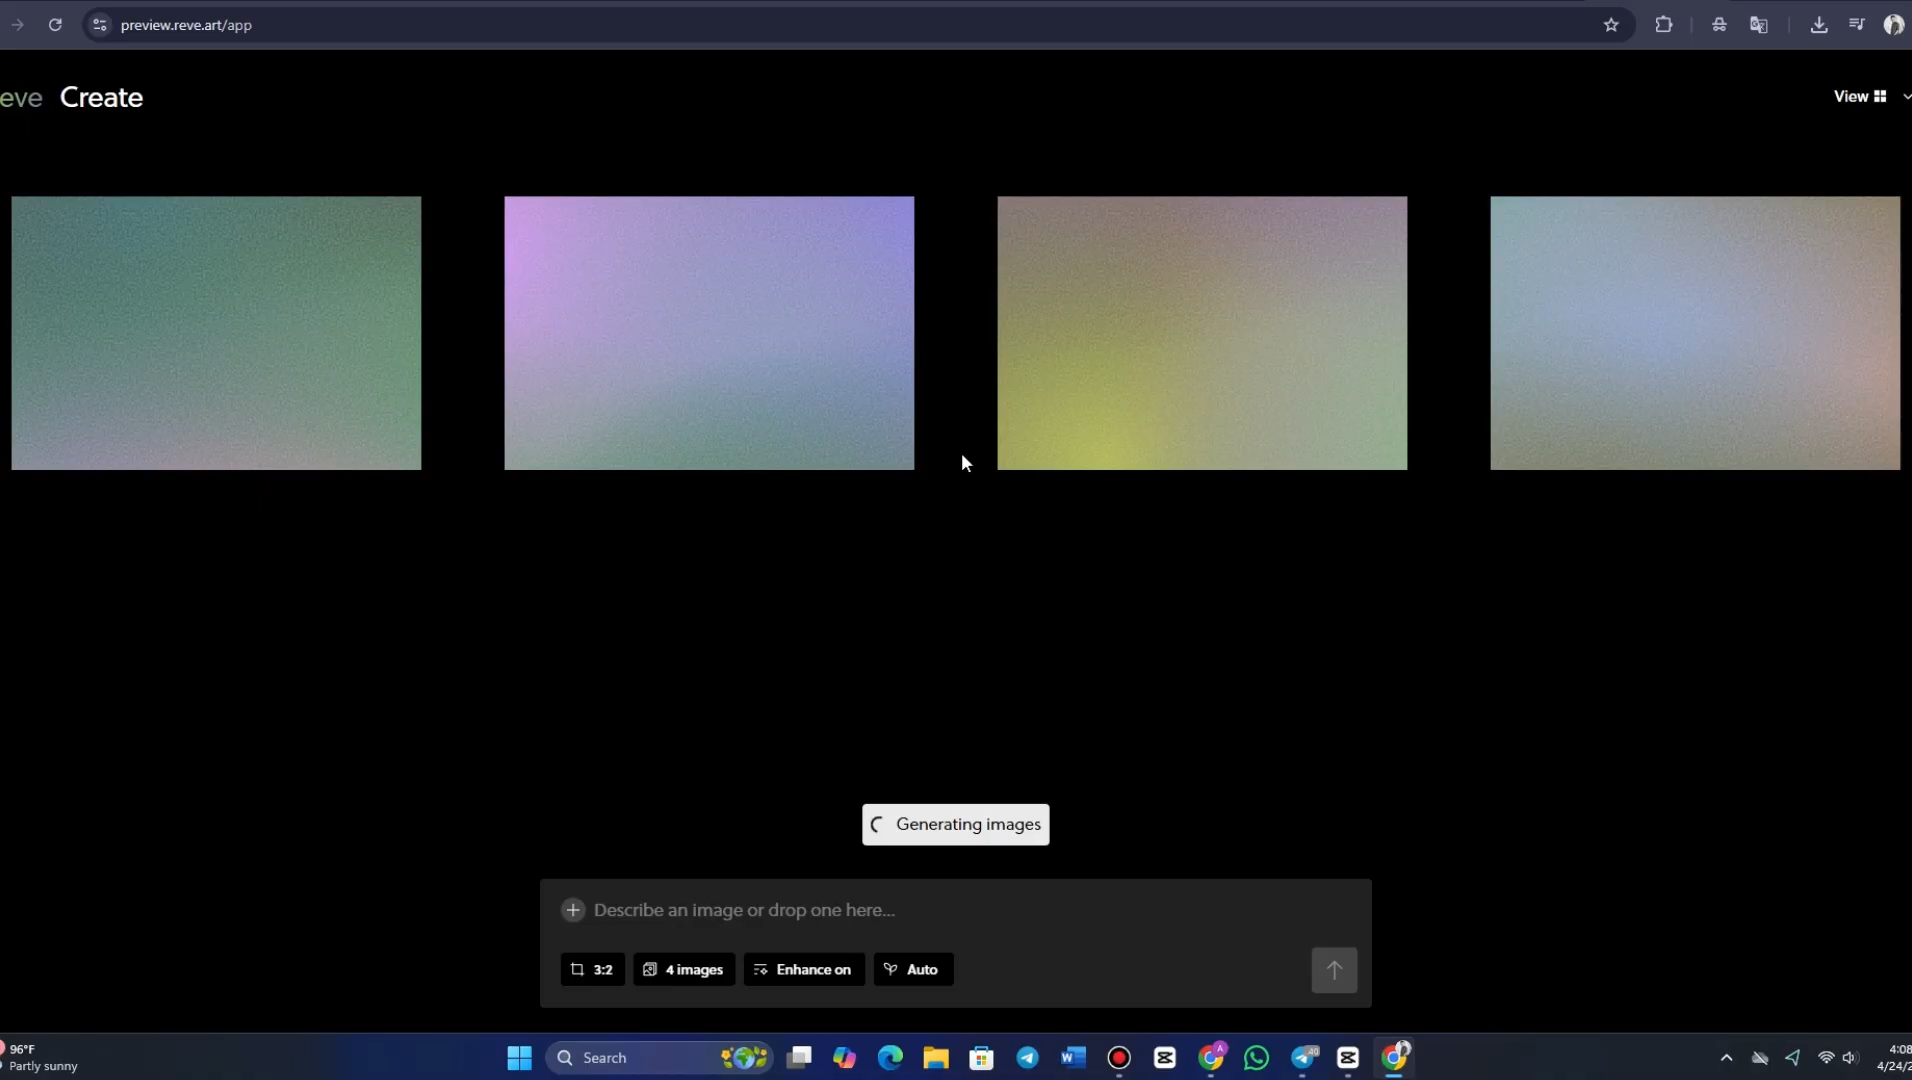 preview.reve.art/app
eve Create
View
Generating images
Describe an image or drop one here...
3:2
4 images
Enhance on
Auto
96°F
Partly sunny
Search
A
40
4:08
4/24/2